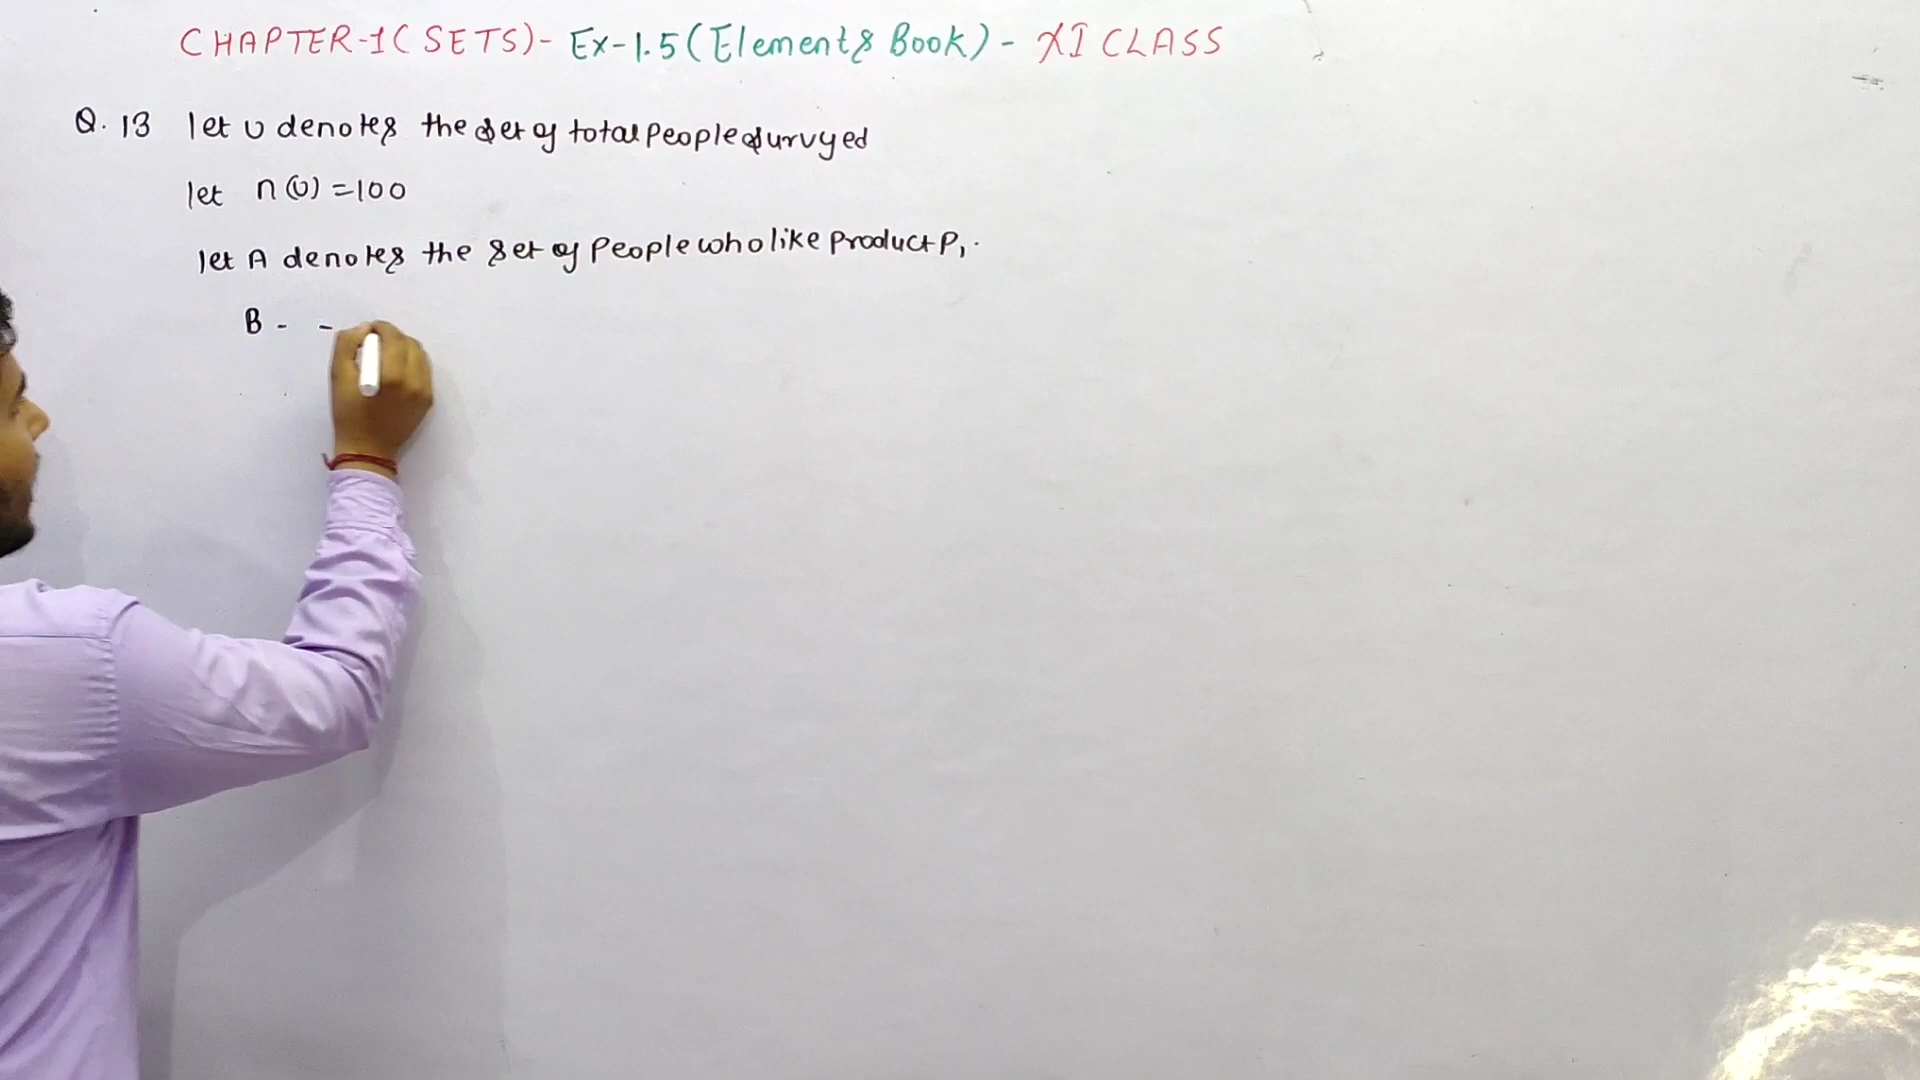 CHAPTER-1 (SETS)- Ex-1.5 (Elements Book) - XI CLASS
Q. 13 let U denotes the set of total People survyed
let n(U) = 100
let A denotes the set of People who like Product P₁.
B - -